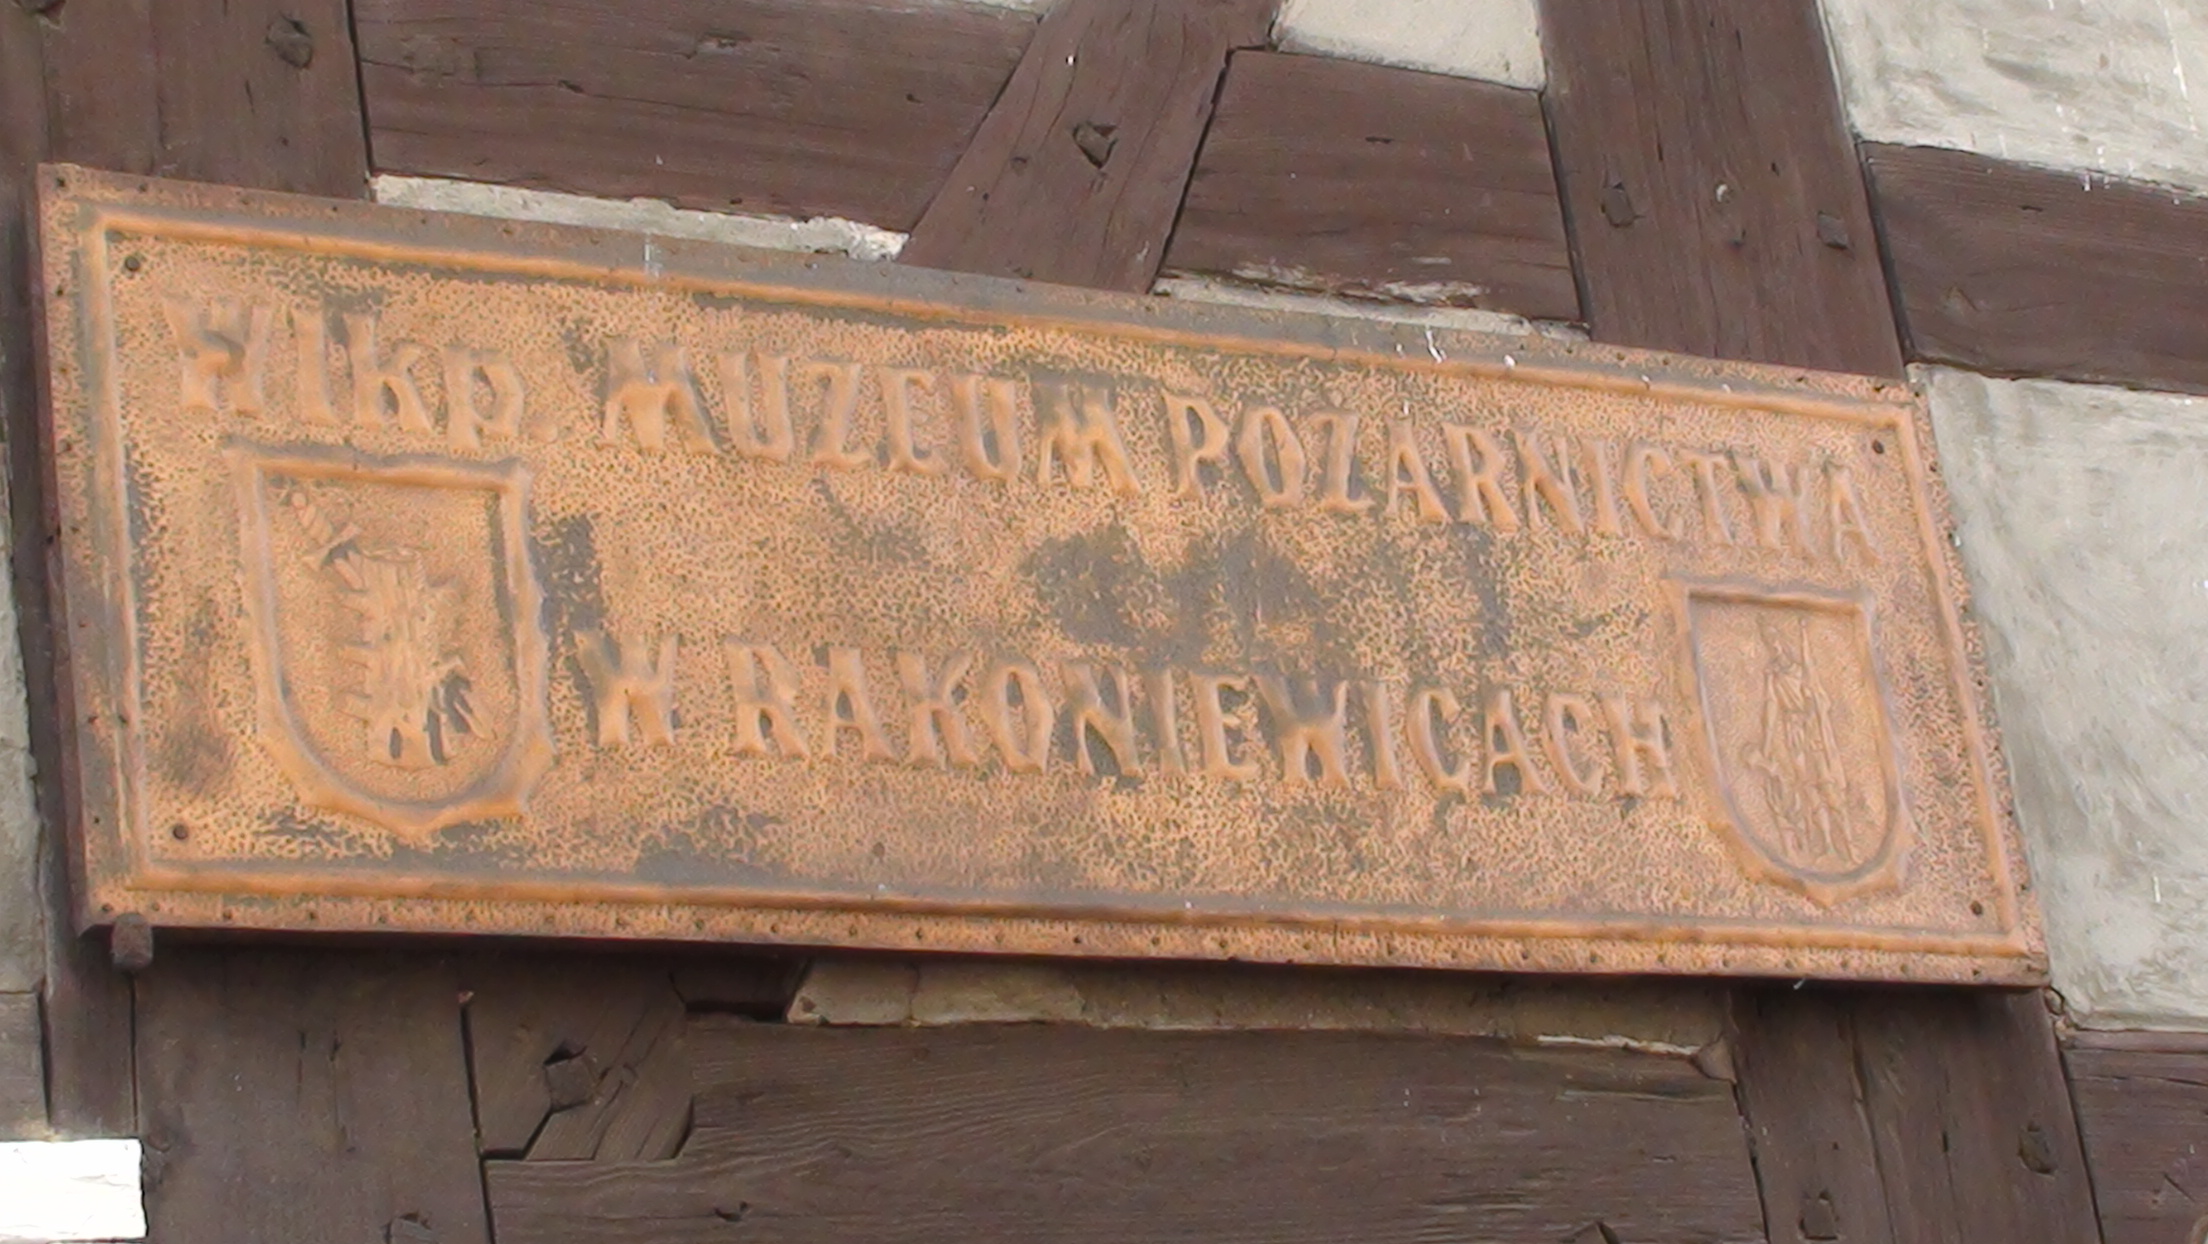 Wlkp. MUZEUM POŻARNICTWA
W RAKONIEWICACH